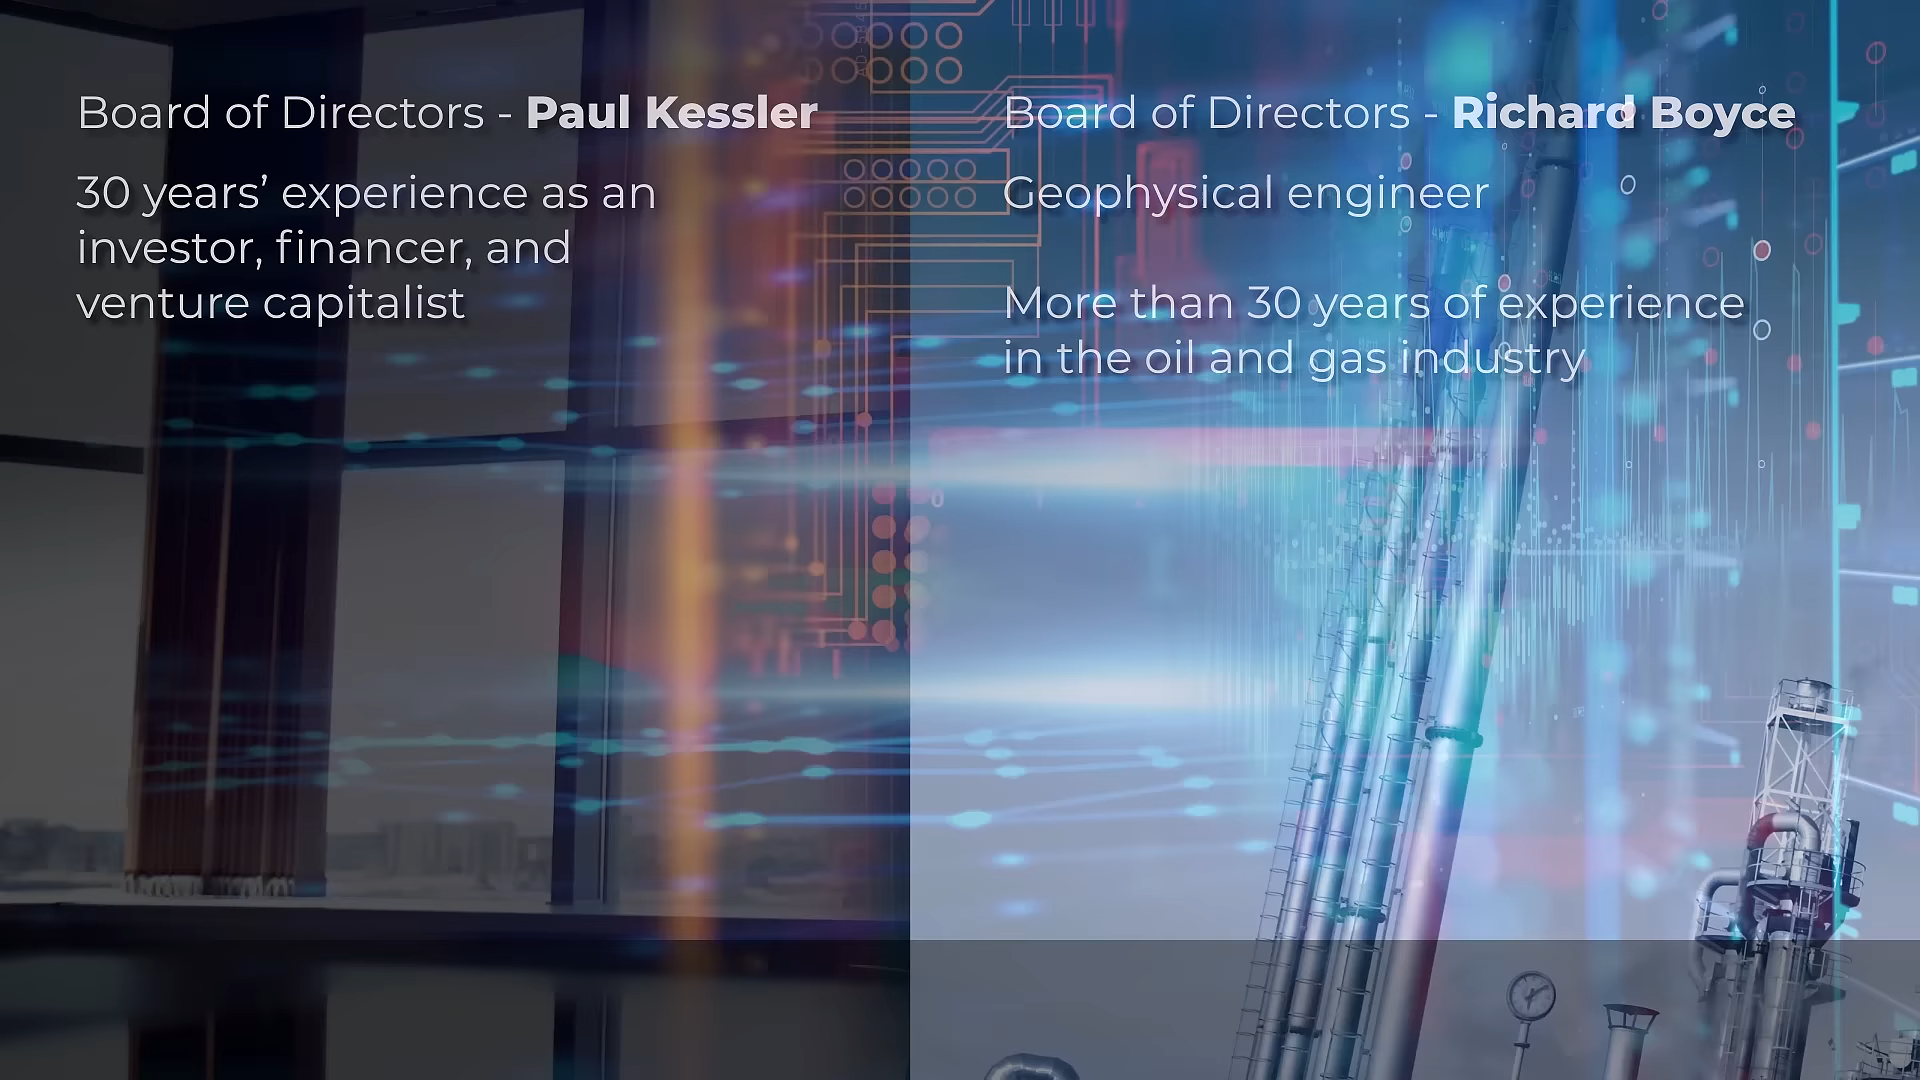 Board of Directors - Paul Kessler
30 years’ experience as an
investor, financer, and
venture capitalist
Board of Directors - Richard Boyce
Geophysical engineer
More than 30 years of experience
in the oil and gas industry